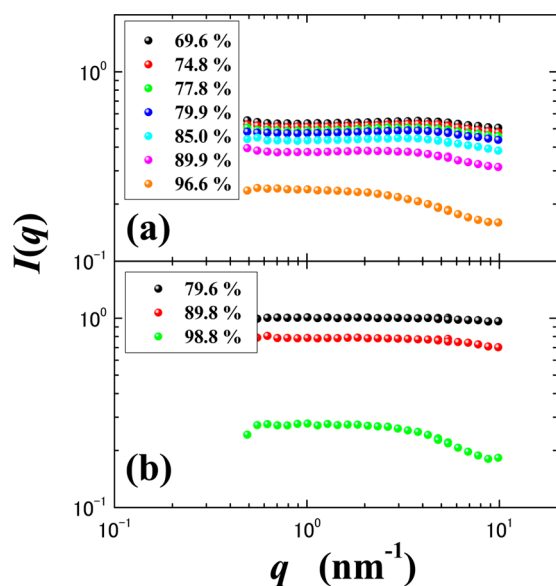 10⁰
69.6 %
74.8 %
77.8 %
79.9 %
85.0 %
89.9 %
96.6 %
(a)
10⁻¹
I(q)
10⁰
79.6 %
89.8 %
98.8 %
(b)
10⁻¹
10⁻¹ 10⁰ 10¹
q (nm⁻¹)